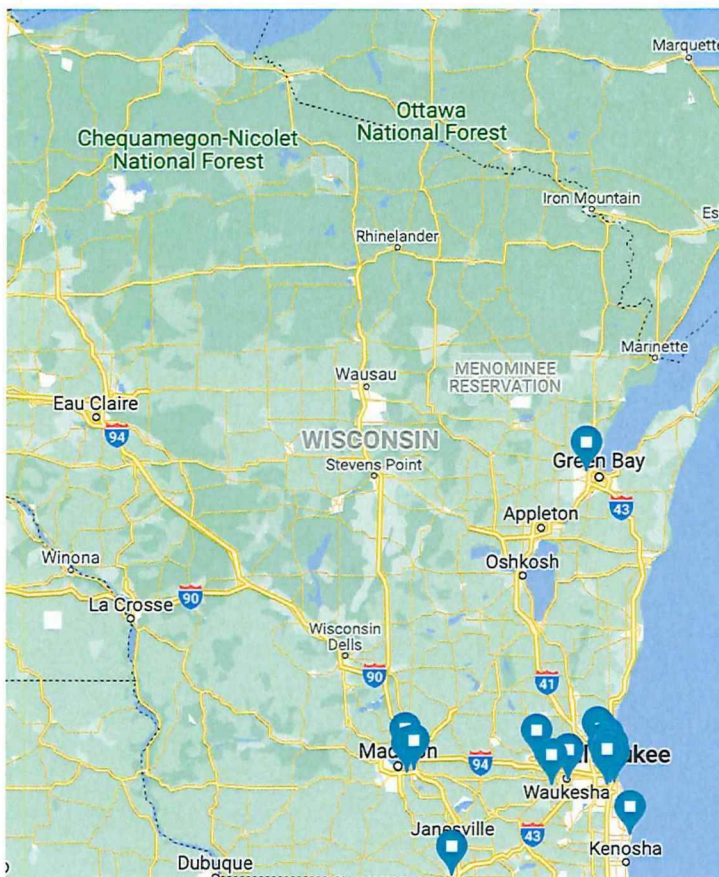 Marquette
Ottawa
National Forest
Chequamegon-Nicolet
National Forest
Iron Mountain
Es
Rhinelander
Marinette
MENOMINEE
RESERVATION
Wausau
Eau Claire
94
WISCONSIN
Stevens Point
Green Bay
43
Appleton
Winona
Oshkosh
90
La Crosse
Wisconsin
Dells
90
41
Madison
94
ukee
Waukesha
Janesville
43
Kenosha
Dubuque